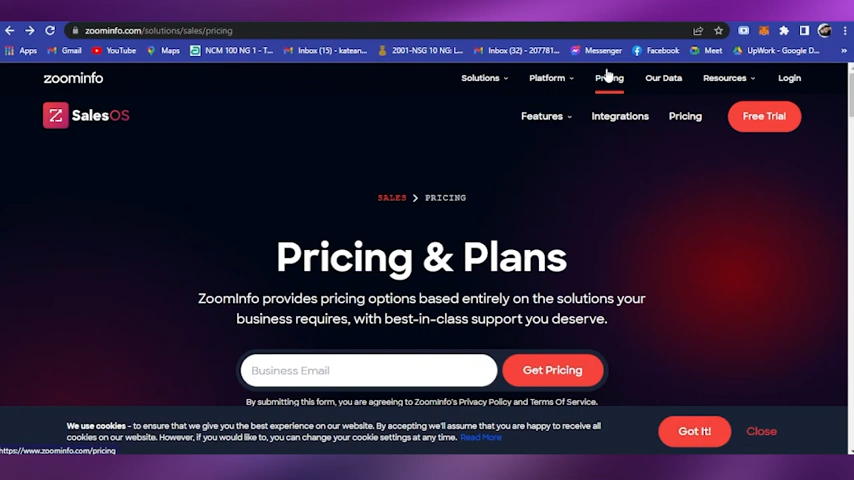 zoominfo.com/solutions/sales/pricing
Apps Gmail YouTube Maps NCM 100 NG 1 - T... Inbox (15) - katean... 2001-NSG 10 NG: L... Inbox (32) - 207781... Messenger Facebook Meet UpWork - Google D...
zoominfo Solutions Platform Pricing Our Data Resources Login
SalesOS Features Integrations Pricing Free Trial
SALES > PRICING
Pricing & Plans
ZoomInfo provides pricing options based entirely on the solutions your
business requires, with best-in-class support you deserve.
Business Email Get Pricing
By submitting this form, you are agreeing to ZoomInfo's Privacy Policy and Terms Of Service.
We use cookies - to ensure that we give you the best experience on our website. By accepting we'll assume that you are happy to receive all
cookies on our website. However, if you would like to, you can change your cookie settings at any time. Read More
Got It! Close
https://www.zoominfo.com/pricing